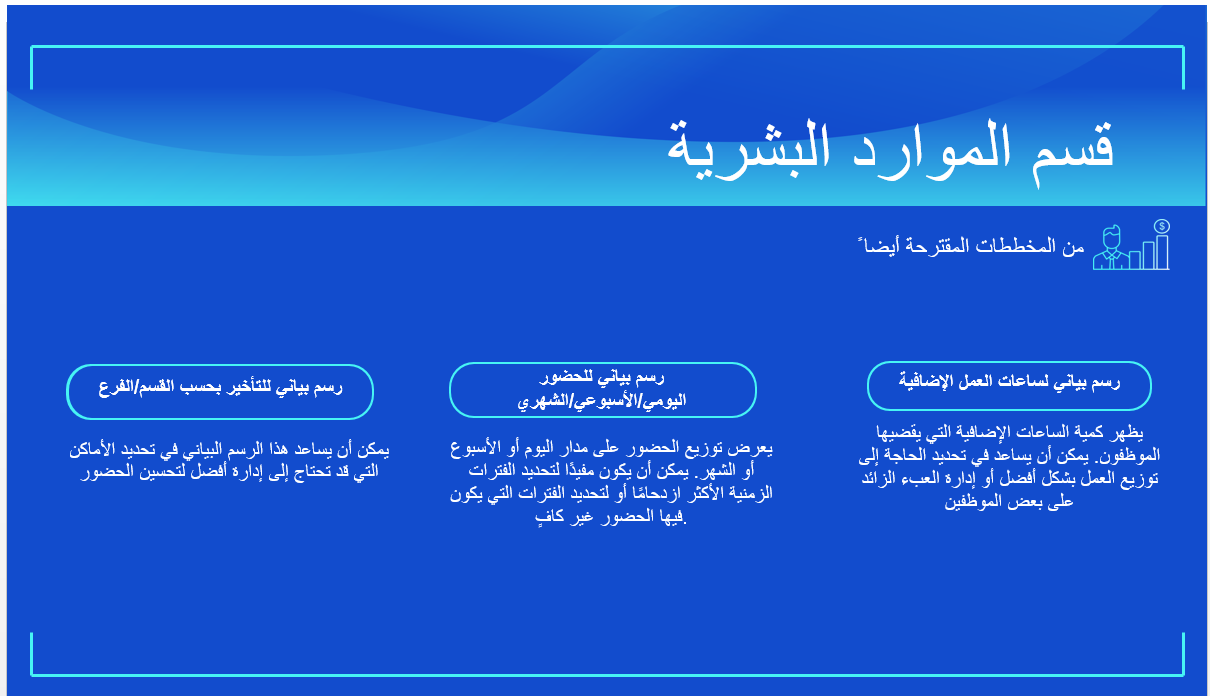 قسم الموارد البشرية
$
من المخططات المقترحة أيضاً
رسم بياني لساعات العمل الإضافية
يظهر كمية الساعات الإضافية التي يقضيها
الموظفون. يمكن أن يساعد في تحديد الحاجة إلى
توزيع العمل بشكل أفضل أو إدارة العبء الزائد
على بعض الموظفين
رسم بياني للحضور
اليومي/الأسبوعي/الشهري
يعرض توزيع الحضور على مدار اليوم أو الأسبوع
أو الشهر. يمكن أن يكون مفيدًا لتحديد الفترات
الزمنية الأكثر ازدحامًا أو لتحديد الفترات التي يكون
فيها الحضور غير كافٍ.
رسم بياني للتأخير بحسب القسم/الفرع
يمكن أن يساعد هذا الرسم البياني في تحديد الأماكن
التي قد تحتاج إلى إدارة أفضل لتحسين الحضور